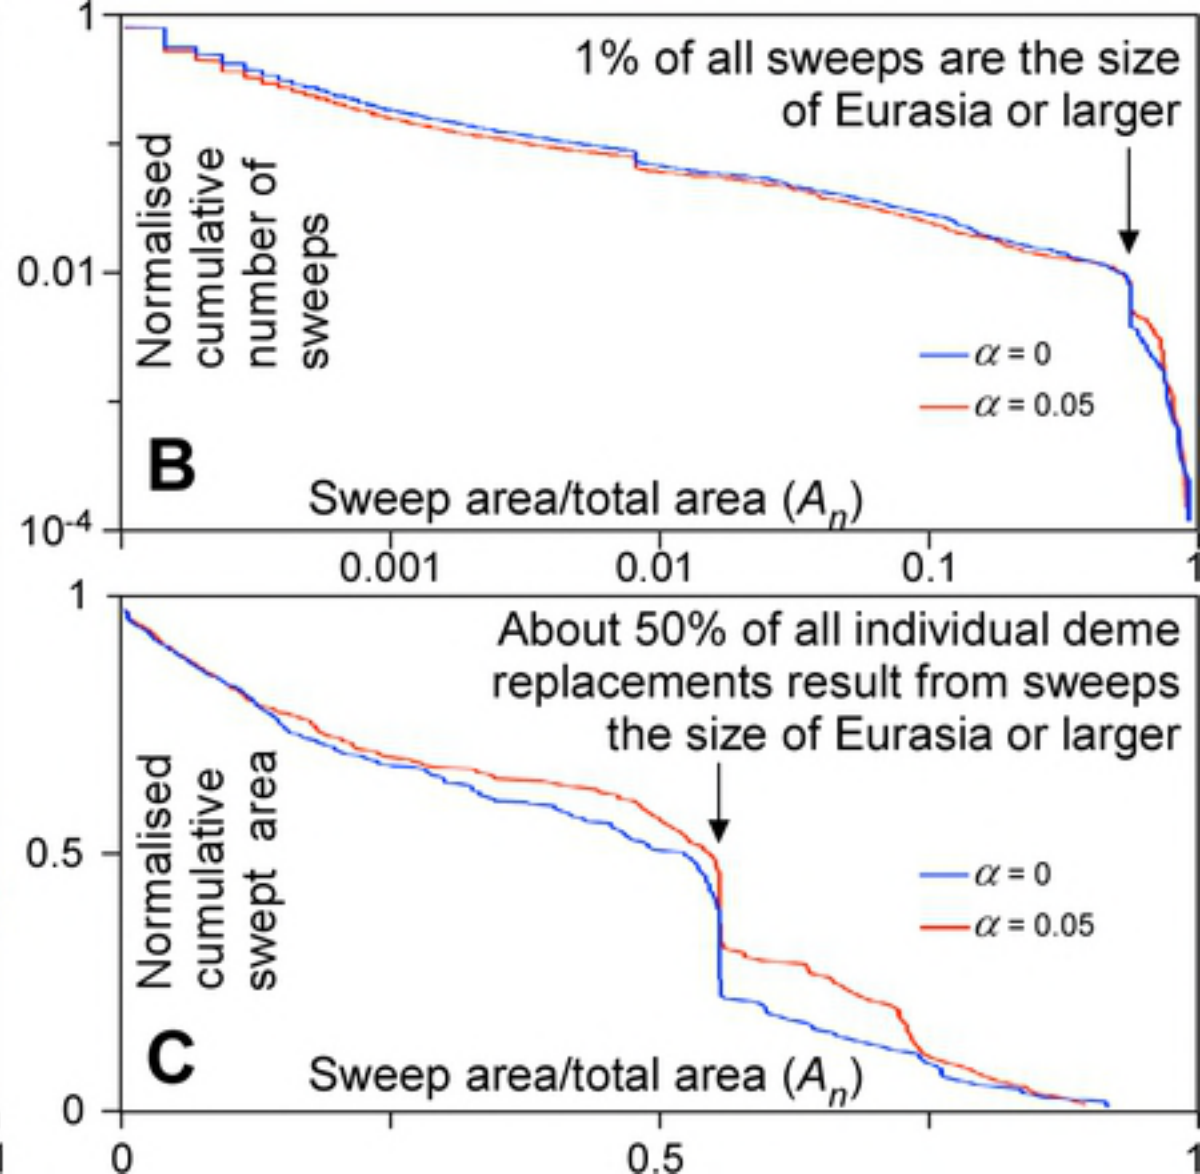 1
1% of all sweeps are the size
of Eurasia or larger
Normalised
cumulative
number of
sweeps
0.01
α = 0
α = 0.05
B
Sweep area/total area (Aₙ)
10⁻⁴
0.001 0.01 0.1 1
1
About 50% of all individual deme
replacements result from sweeps
the size of Eurasia or larger
Normalised
cumulative
swept area
0.5
α = 0
α = 0.05
C
Sweep area/total area (Aₙ)
0
0 0.5 1